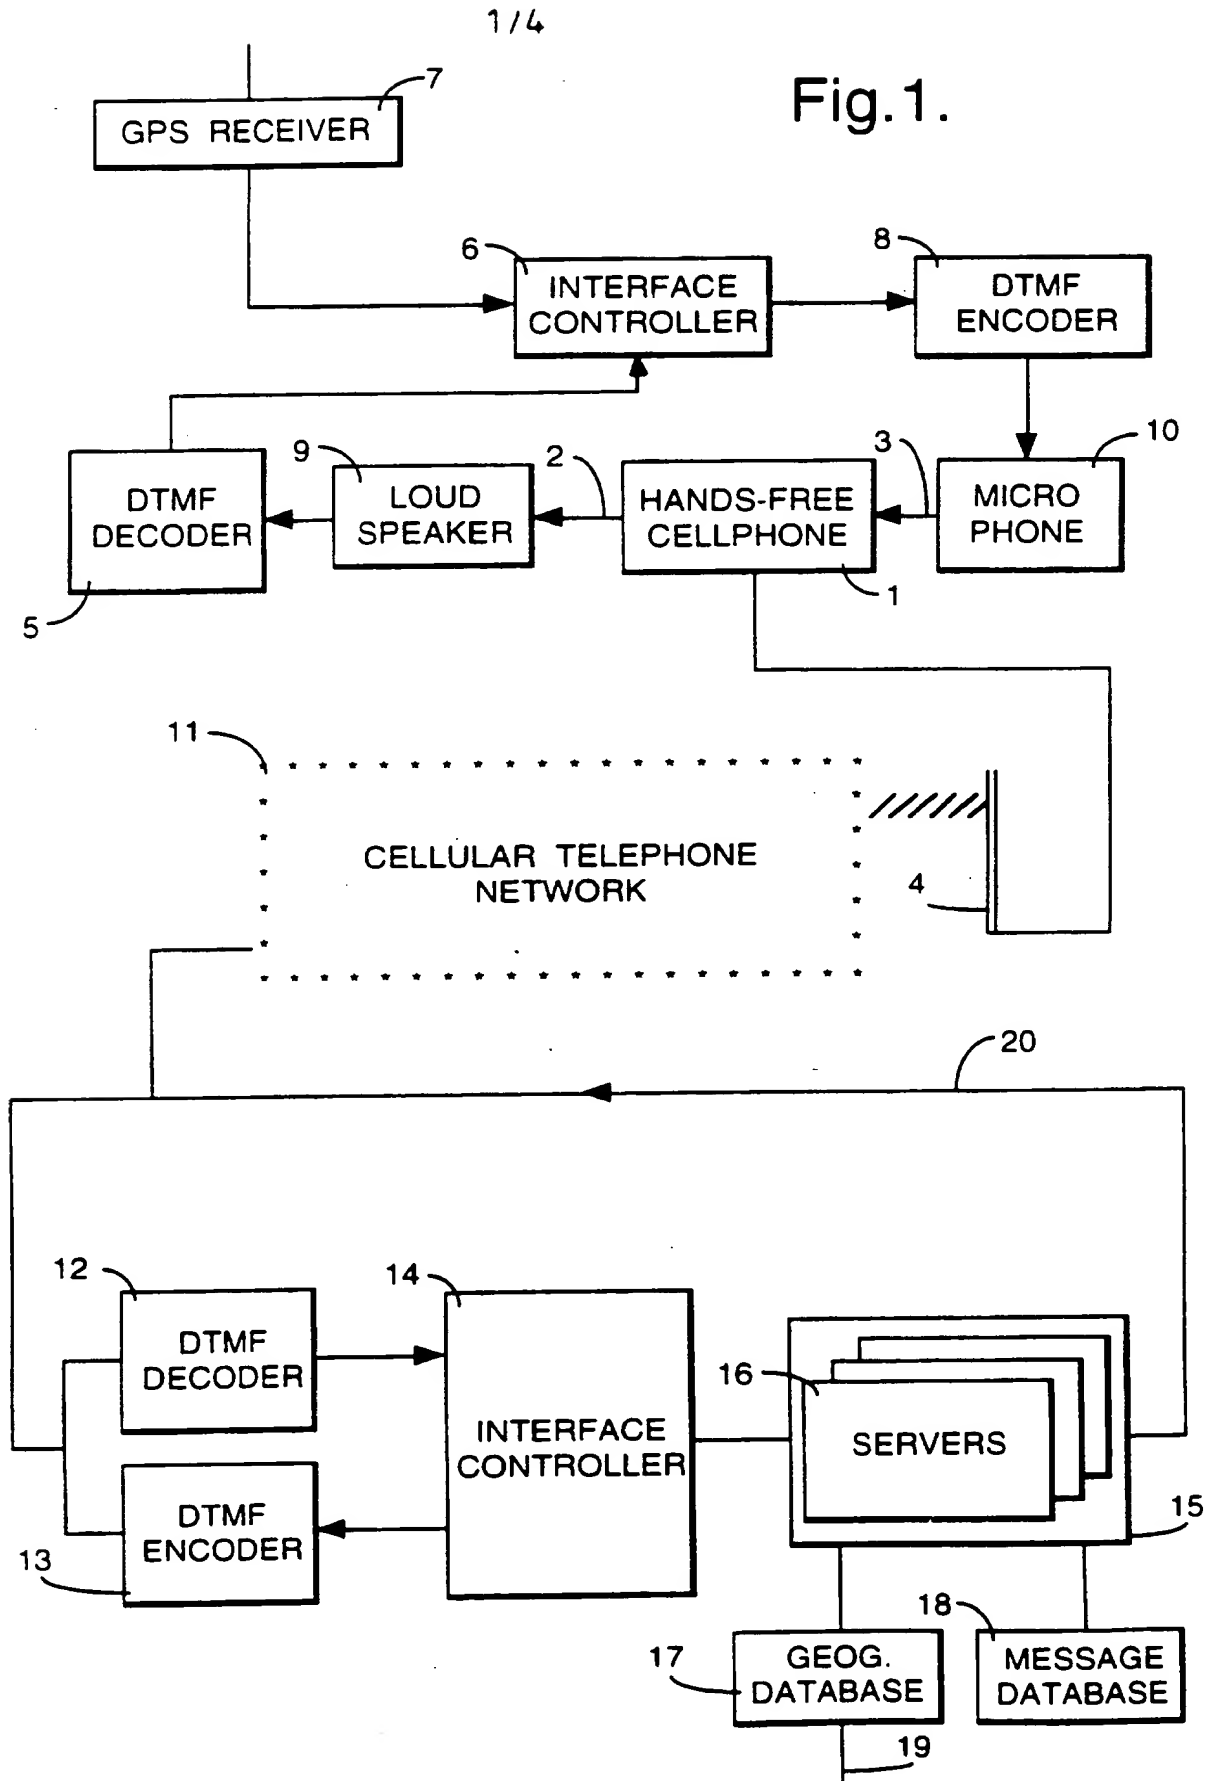 1/4
Fig.1.
7
GPS RECEIVER
6
8
INTERFACE
CONTROLLER
DTMF
ENCODER
9
2
3
10
DTMF
DECODER
LOUD
SPEAKER
HANDS-FREE
CELLPHONE
MICRO
PHONE
5
1
11
CELLULAR TELEPHONE
NETWORK
4
20
12
14
DTMF
DECODER
16
INTERFACE
CONTROLLER
SERVERS
DTMF
ENCODER
15
13
18
17
GEOG.
DATABASE
MESSAGE
DATABASE
19